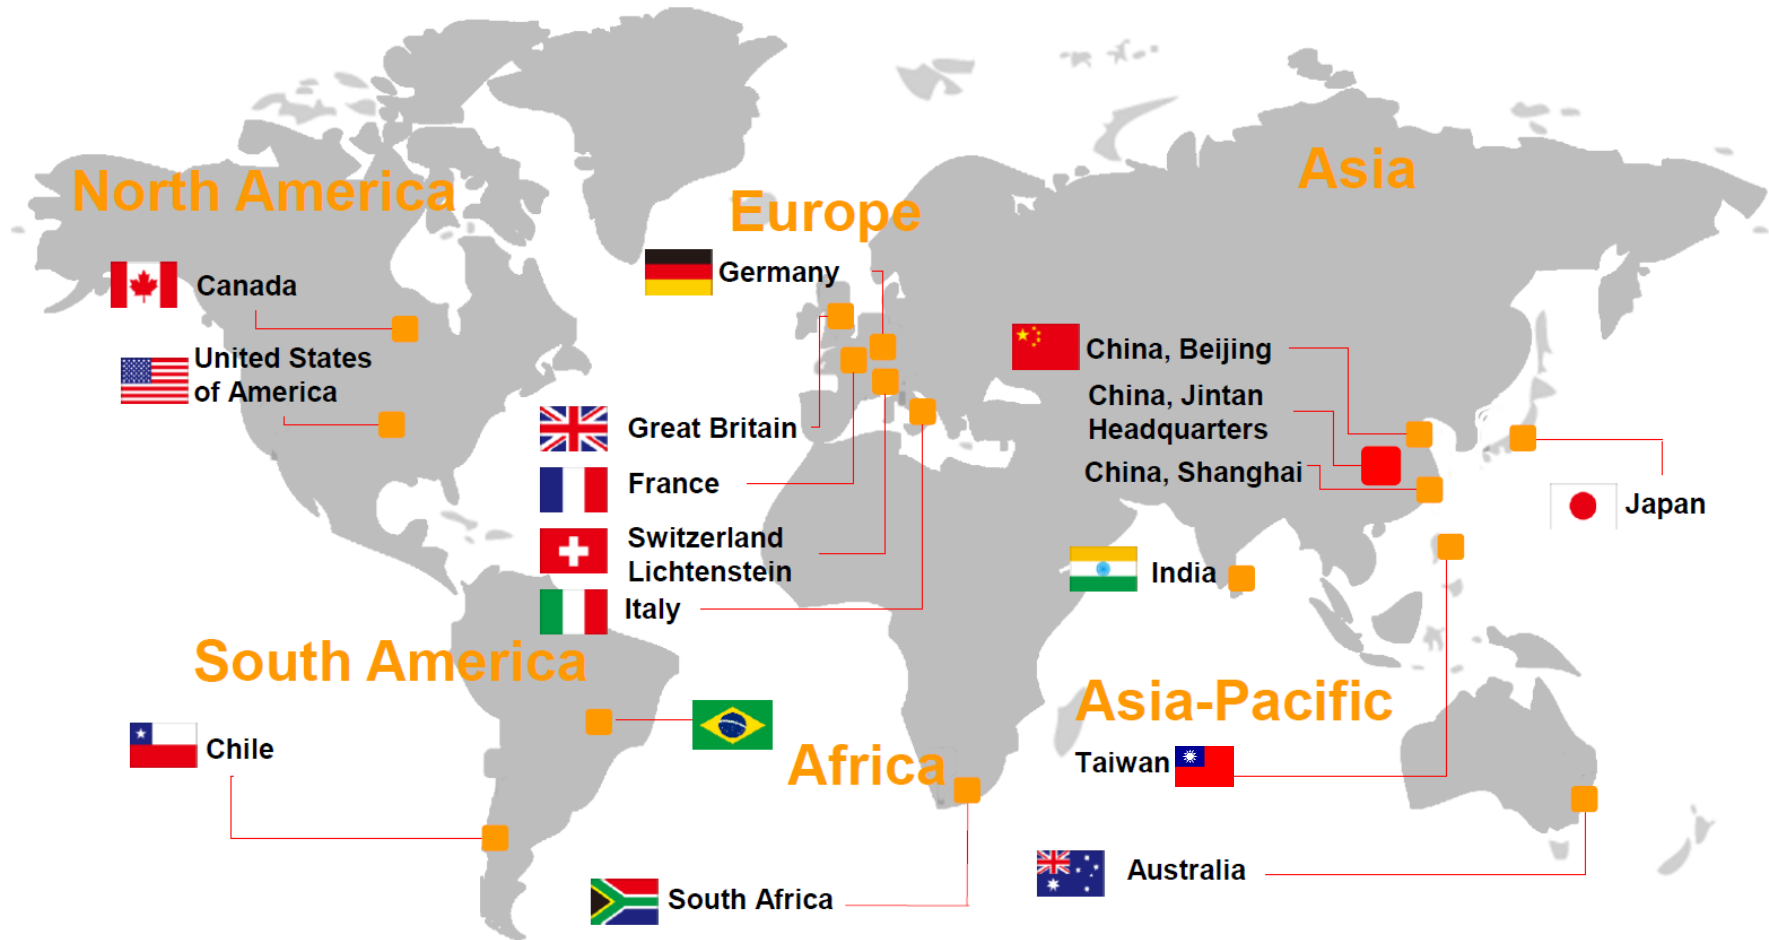 North America
Canada
United States
of America
Europe
Germany
Great Britain
France
Switzerland
Lichtenstein
Italy
Asia
China, Beijing
China, Jintan
Headquarters
China, Shanghai
Japan
India
South America
Chile
Africa
South Africa
Asia-Pacific
Taiwan
Australia